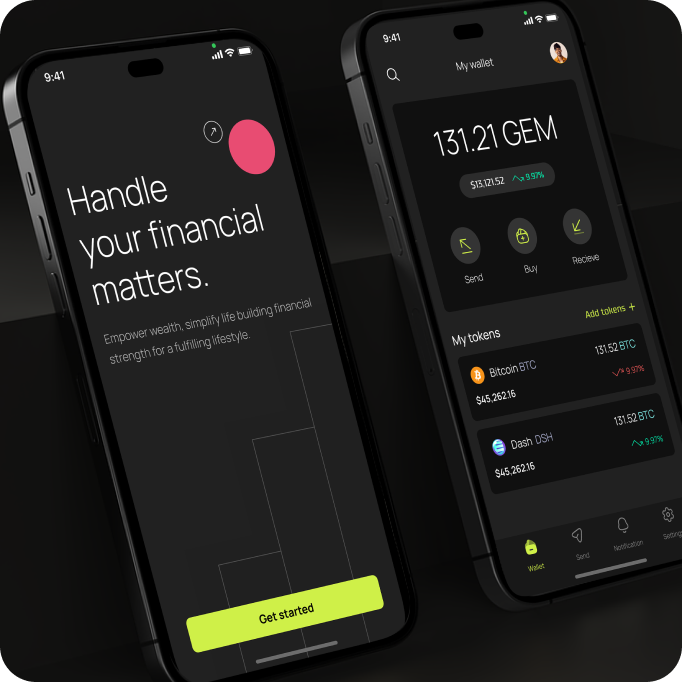 9:41
Handle
your financial
matters.
Empower wealth, simplify life building financial
strength for a fulfilling lifestyle.
Get started
9:41
My wallet
131.21 GEM
$13,121.52 9.97%
Send
Buy
Recieve
My tokens
Add tokens +
Bitcoin BTC
131.52 BTC
$45,262.16
9.97%
Dash DSH
131.52 BTC
$45,262.16
9.97%
Wallet
Send
Notification
Setting